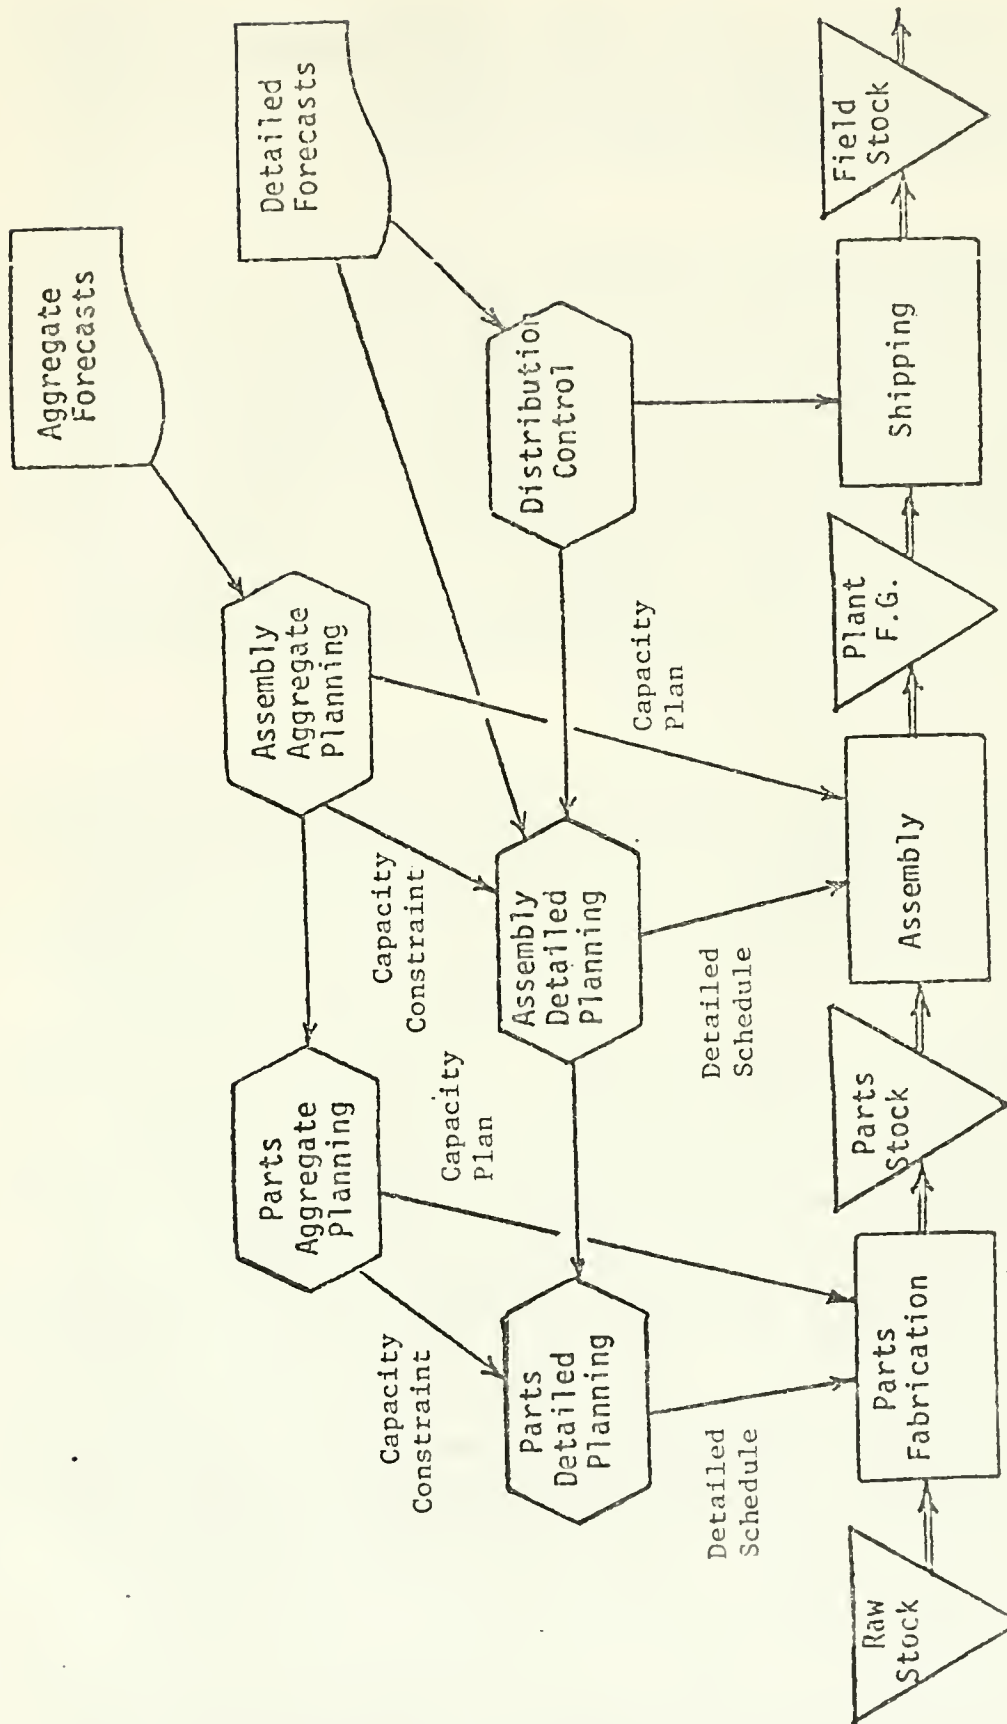 Aggregate
Forecasts
Detailed
Forecasts
Assembly
Aggregate
Planning
Parts
Aggregate
Planning
Capacity
Constraint
Capacity
Constraint
Capacity
Plan
Capacity
Plan
Distribution
Control
Assembly
Detailed
Planning
Parts
Detailed
Planning
Detailed
Schedule
Detailed
Schedule
Raw
Stock
Parts
Fabrication
Parts
Stock
Assembly
Plant
F.G.
Shipping
Field
Stock